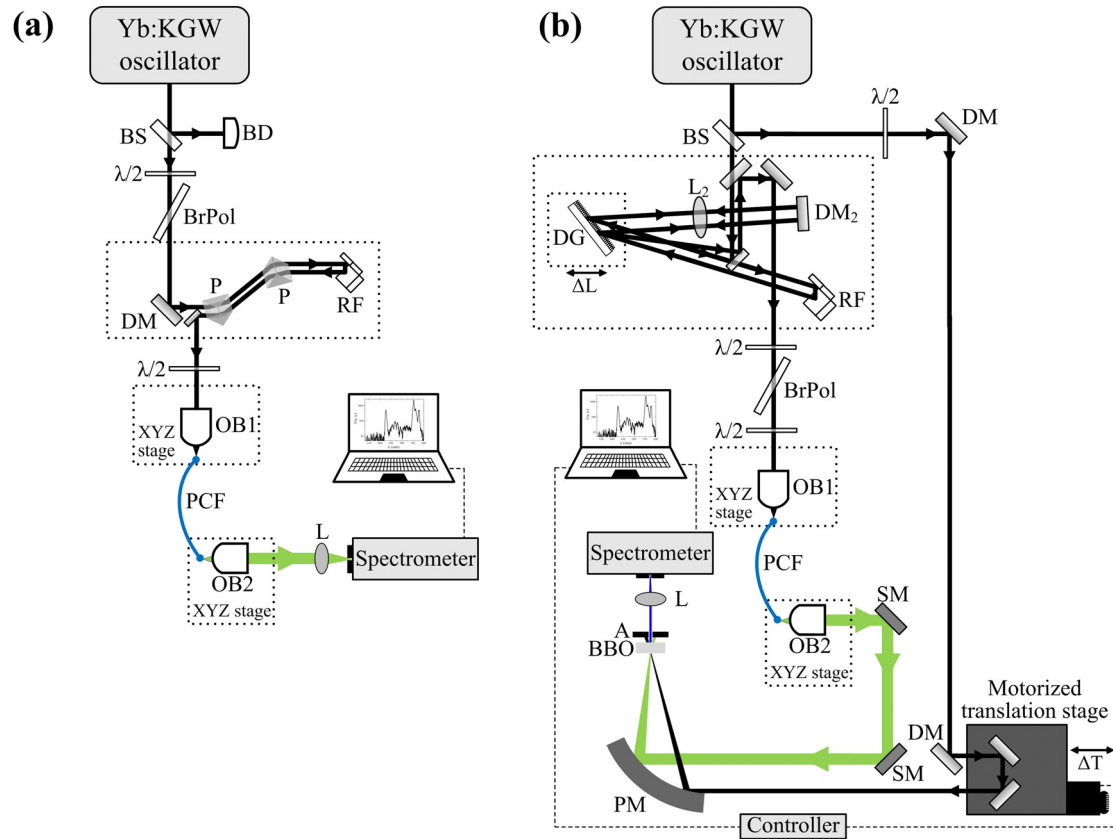 (a)
Yb:KGW
oscillator
BS
BD
λ/2
BrPol
P
P
DM
RF
λ/2
XYZ
stage
OB1
PCF
L
Spectrometer
OB2
XYZ stage
(b)
Yb:KGW
oscillator
λ/2
DM
BS
L₂
DM₂
DG
ΔL
RF
λ/2
BrPol
λ/2
XYZ
stage
OB1
Spectrometer
PCF
L
SM
A
BBO
OB2
XYZ stage
Motorized
translation stage
DM
ΔT
SM
PM
Controller